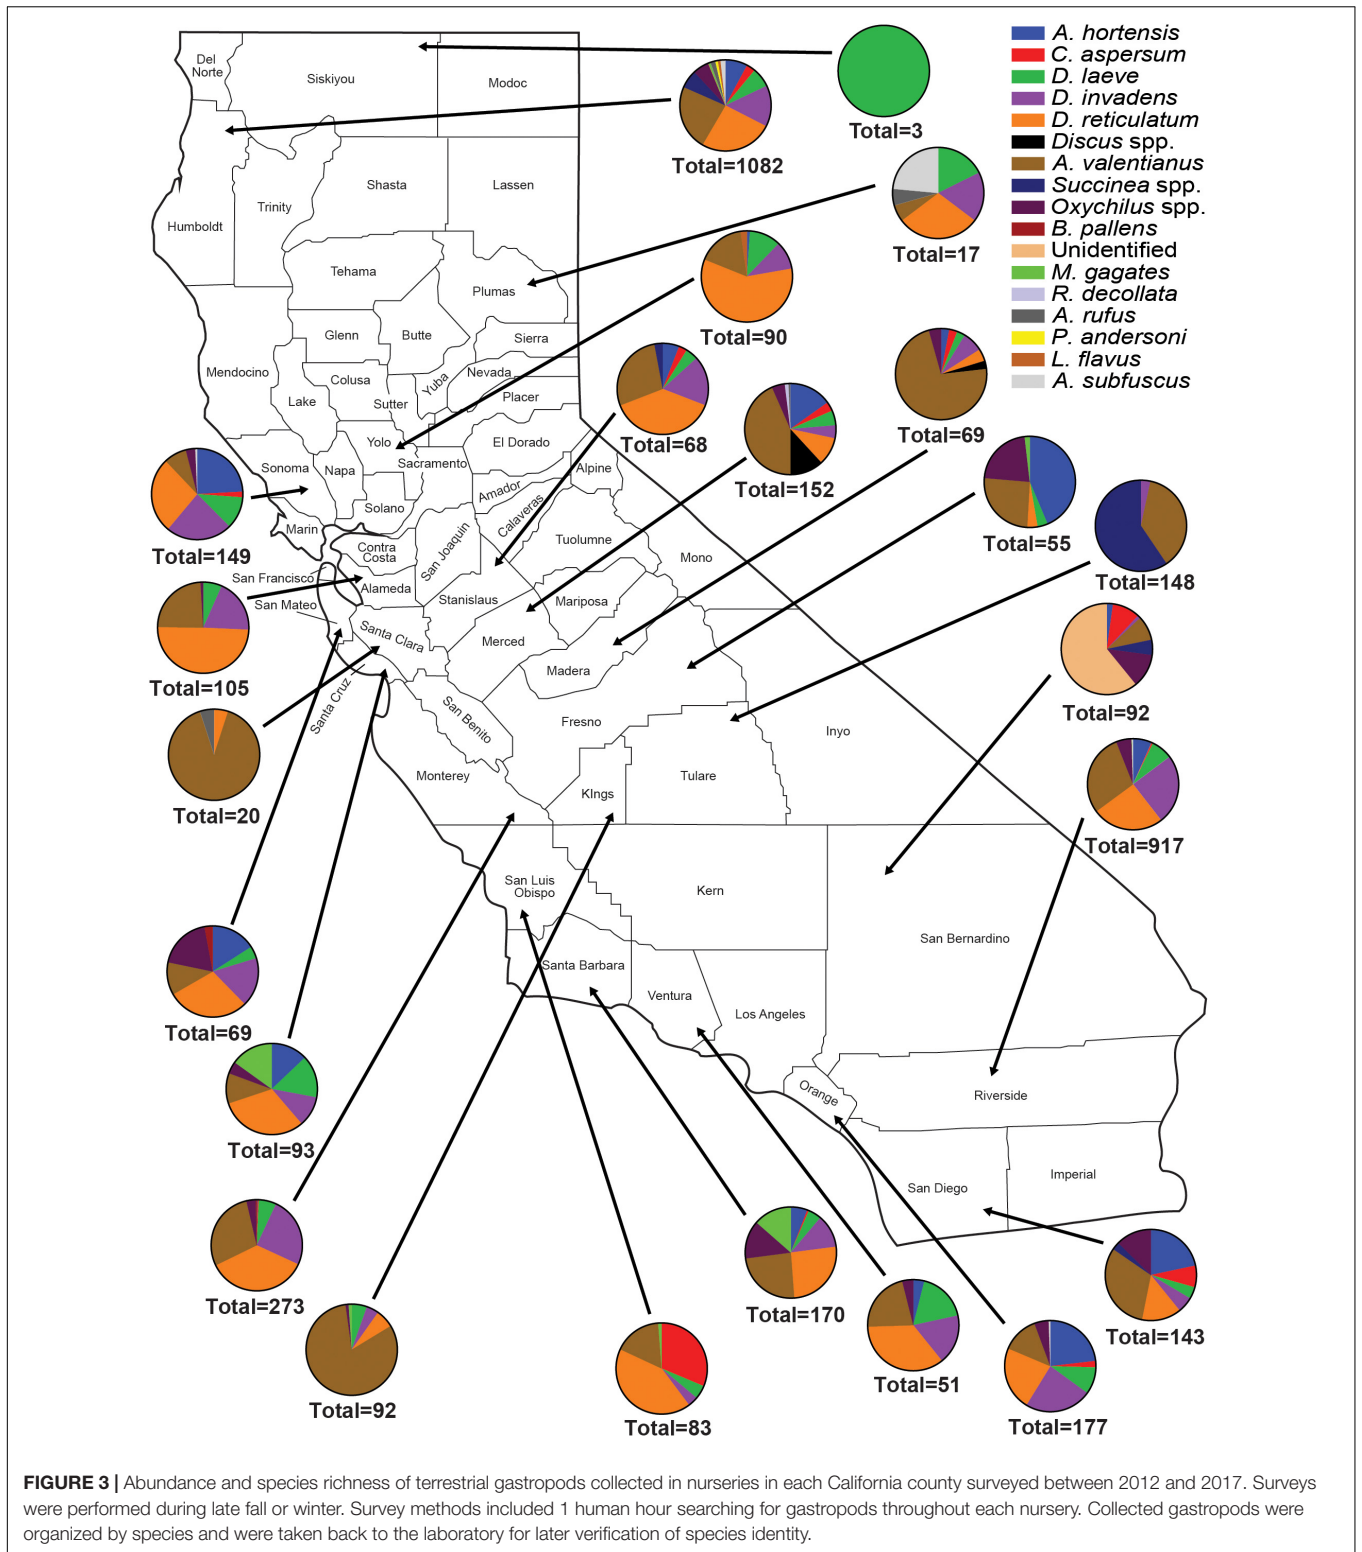 A. hortensis
C. aspersum
D. laeve
D. invadens
D. reticulatum
Discus spp.
A. valentianus
Succinea spp.
Oxychilus spp.
B. pallens
Unidentified
M. gagates
R. decollata
A. rufus
P. andersoni
L. flavus
A. subfuscus
Total=3
Total=1082
Total=17
Total=90
Total=68
Total=152
Total=69
Total=55
Total=148
Total=92
Total=917
Total=149
Total=105
Total=20
Total=69
Total=93
Total=273
Total=92
Total=83
Total=170
Total=51
Total=177
Total=143
Del
Norte
Siskiyou
Modoc
Humboldt
Trinity
Shasta
Lassen
Tehama
Plumas
Glenn
Butte
Sierra
Mendocino
Lake
Colusa
Sutter
Yuba
Nevada
Placer
Yolo
El Dorado
Sonoma
Napa
Sacramento
Solano
Amador
Alpine
Calaveras
Marin
Contra
Costa
San Joaquin
Tuolumne
Mono
San Francisco
Alameda
San Mateo
Stanislaus
Mariposa
Santa Clara
Merced
Madera
Santa Cruz
San Benito
Fresno
Inyo
Monterey
KIngs
Tulare
San Luis
Obispo
Kern
San Bernardino
Santa Barbara
Ventura
Los Angeles
Orange
Riverside
San Diego
Imperial
FIGURE 3 | Abundance and species richness of terrestrial gastropods collected in nurseries in each California county surveyed between 2012 and 2017. Surveys
were performed during late fall or winter. Survey methods included 1 human hour searching for gastropods throughout each nursery. Collected gastropods were
organized by species and were taken back to the laboratory for later verification of species identity.